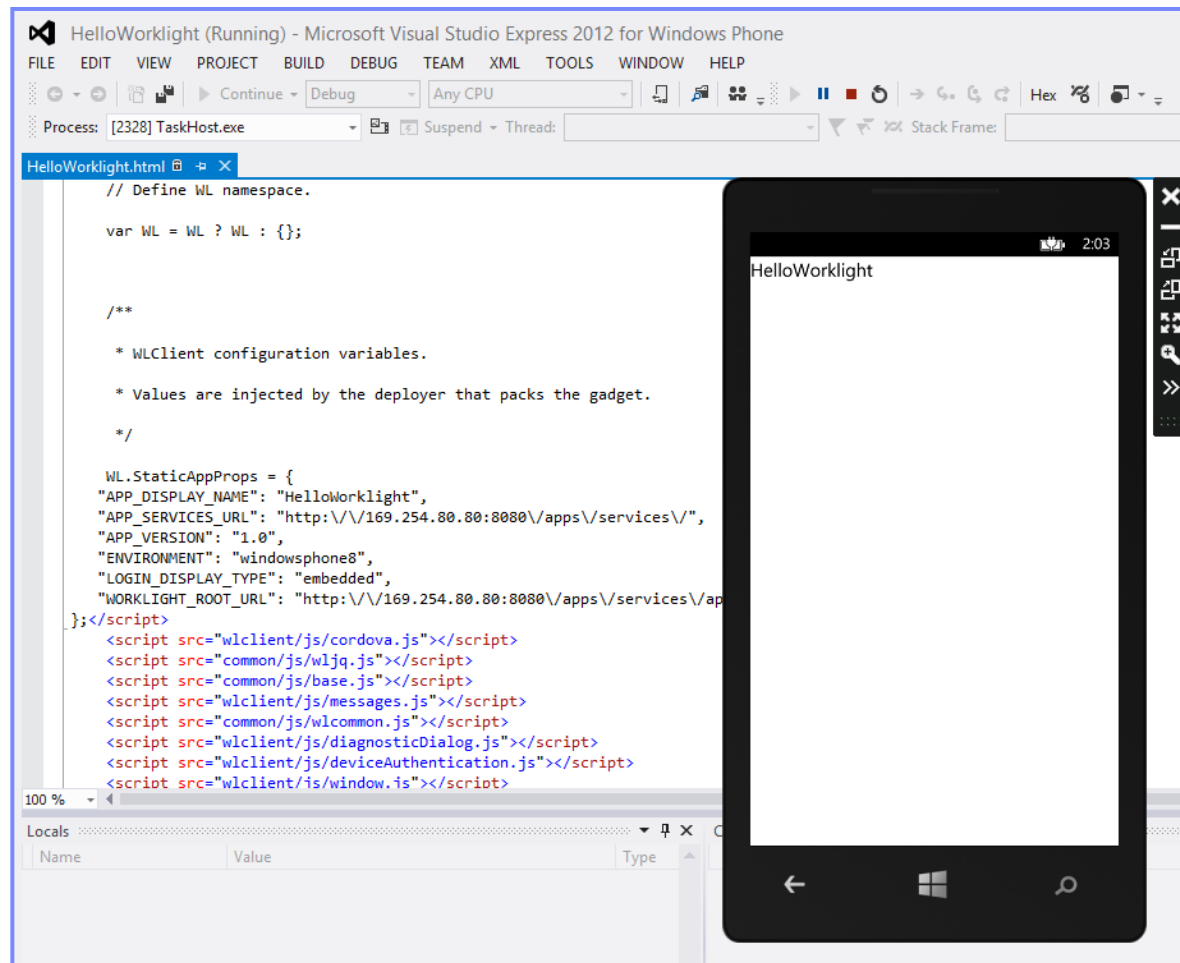 HelloWorklight (Running) - Microsoft Visual Studio Express 2012 for Windows Phone
FILE EDIT VIEW PROJECT BUILD DEBUG TEAM XML TOOLS WINDOW HELP
Continue Debug Any CPU Hex
Process: [2328] TaskHost.exe Suspend Thread: Stack Frame:
HelloWorklight.html
// Define WL namespace.
var WL = WL ? WL : {};
/**
* WLClient configuration variables.
* Values are injected by the deployer that packs the gadget.
*/
WL.StaticAppProps = {
"APP_DISPLAY_NAME": "HelloWorklight",
"APP_SERVICES_URL": "http:\/\/169.254.80.80:8080\/apps\/services\/",
"APP_VERSION": "1.0",
"ENVIRONMENT": "windowsphone8",
"LOGIN_DISPLAY_TYPE": "embedded",
"WORKLIGHT_ROOT_URL": "http:\/\/169.254.80.80:8080\/apps\/services\/ap
};</script>
<script src="wlclient/js/cordova.js"></script>
<script src="common/js/wljq.js"></script>
<script src="common/js/base.js"></script>
<script src="wlclient/js/messages.js"></script>
<script src="common/js/wlcommon.js"></script>
<script src="wlclient/js/diagnosticDialog.js"></script>
<script src="wlclient/js/deviceAuthentication.js"></script>
<script src="wlclient/js/window.js"></script>
100 %
Locals
Name Value Type
2:03
HelloWorklight